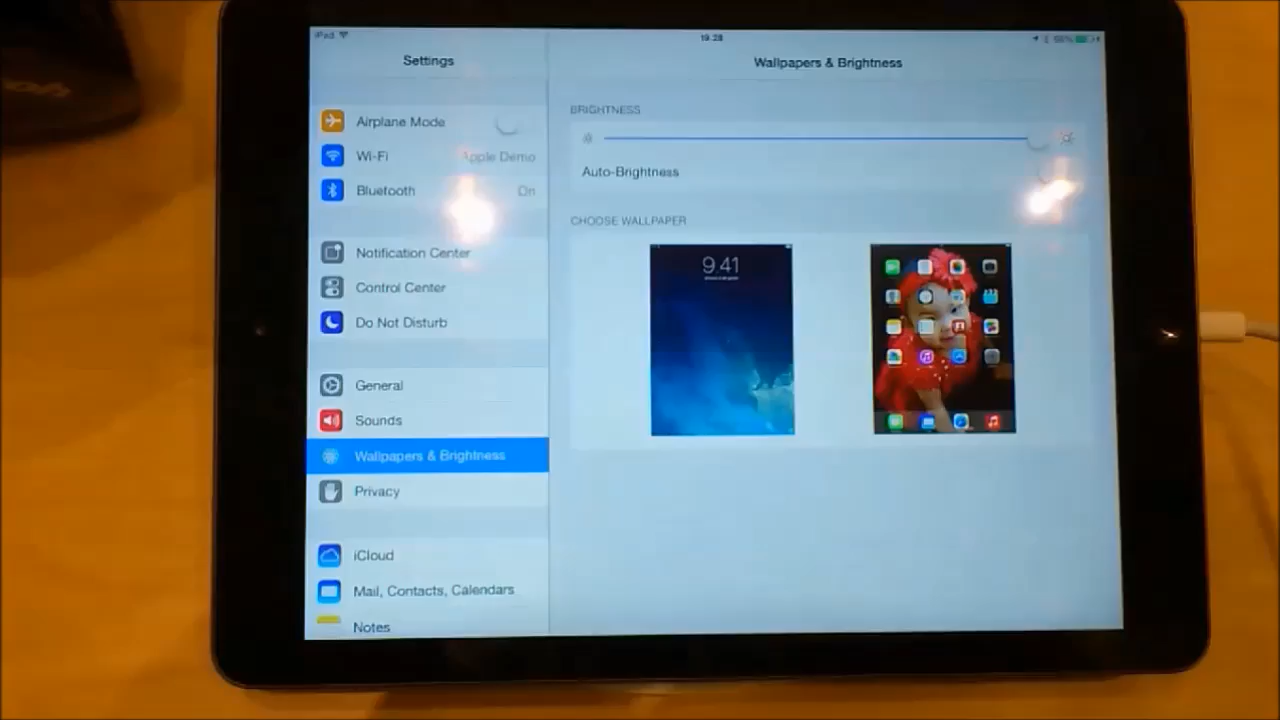 iPad
19:28
98%
Settings
Wallpapers & Brightness
Airplane Mode
Wi-Fi
Apple Demo
Bluetooth
On
Notification Center
Control Center
Do Not Disturb
General
Sounds
Wallpapers & Brightness
Privacy
iCloud
Mail, Contacts, Calendars
Notes
BRIGHTNESS
Auto-Brightness
CHOOSE WALLPAPER
9:41